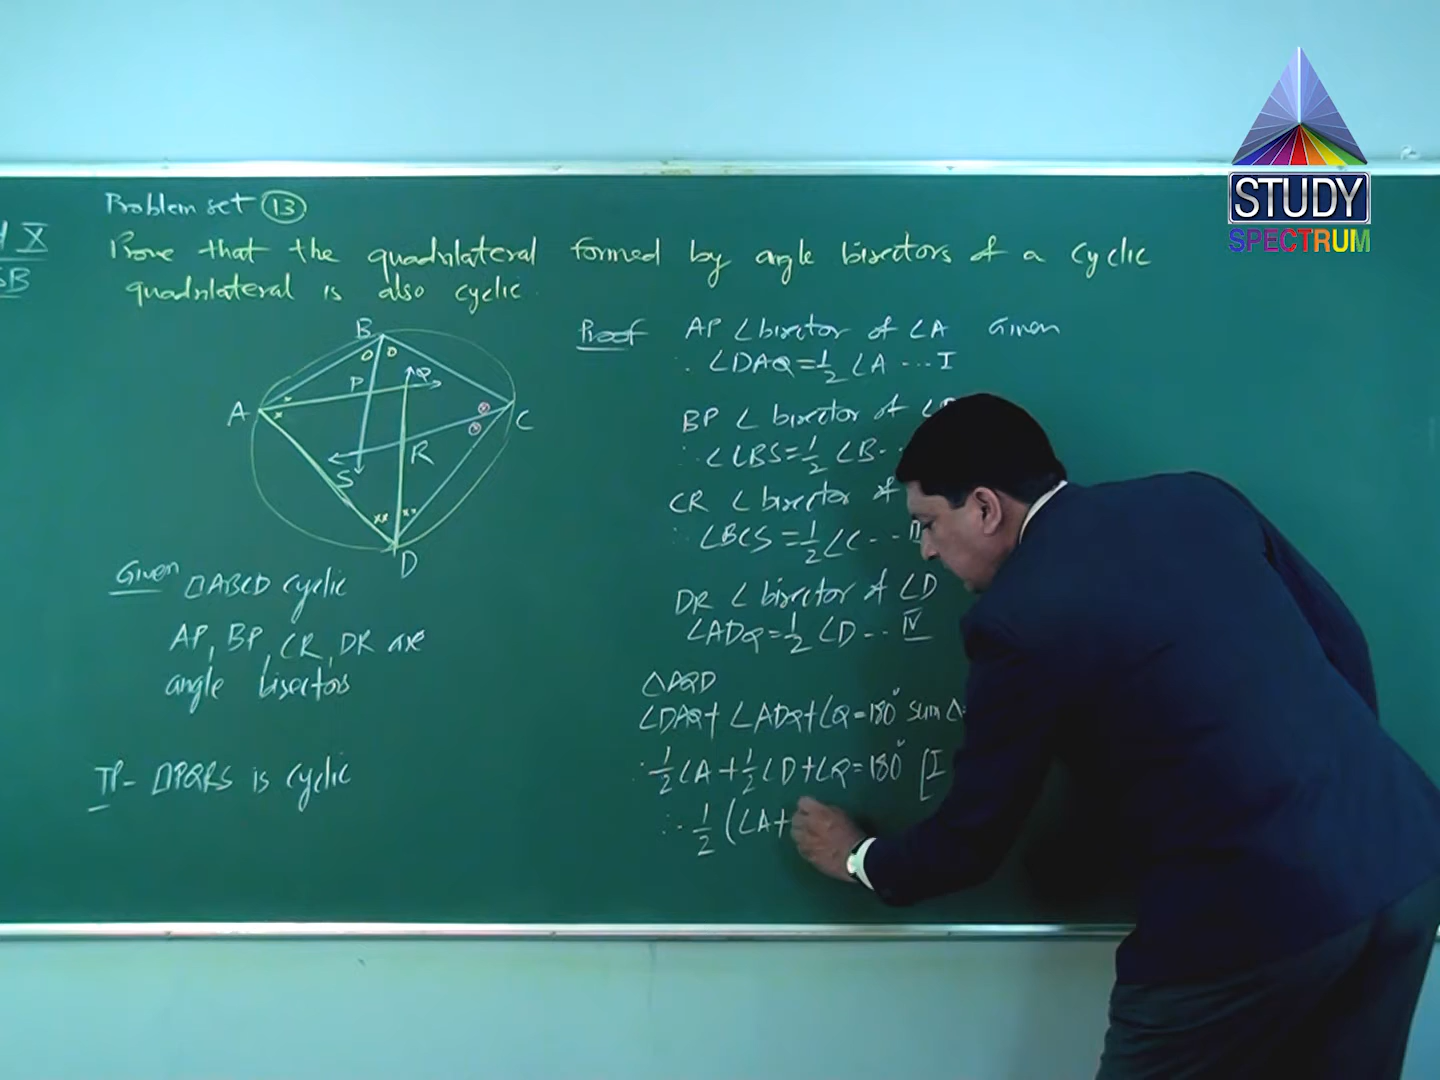 STUDY
SPECTRUM
X
Problem set 13
Prove that the quadrilateral formed by angle bisectors of a cyclic
quadrilateral is also cyclic.
B
O O
P
Q
A
x
x
C
R
S
xx
xx
D
Given □ABCD cyclic
AP, BP, CR, DR are
angle bisectors
TP - □PQRS is cyclic
Proof AP ∠bisector of ∠A Given
∴ ∠DAQ = 1/2 ∠A ... I
BP ∠ bisector of ∠
∴ ∠CBS = 1/2 ∠B ..
CR ∠ bisector of
∴ ∠BCS = 1/2 ∠C ...
DR ∠ bisector of ∠D
∠ADQ = 1/2 ∠D ... IV
△AQD
∠DAQ + ∠ADQ + ∠Q = 180° sum △
∴ 1/2 ∠A + 1/2 ∠D + ∠Q = 180° [I
∴ 1/2 (∠A +